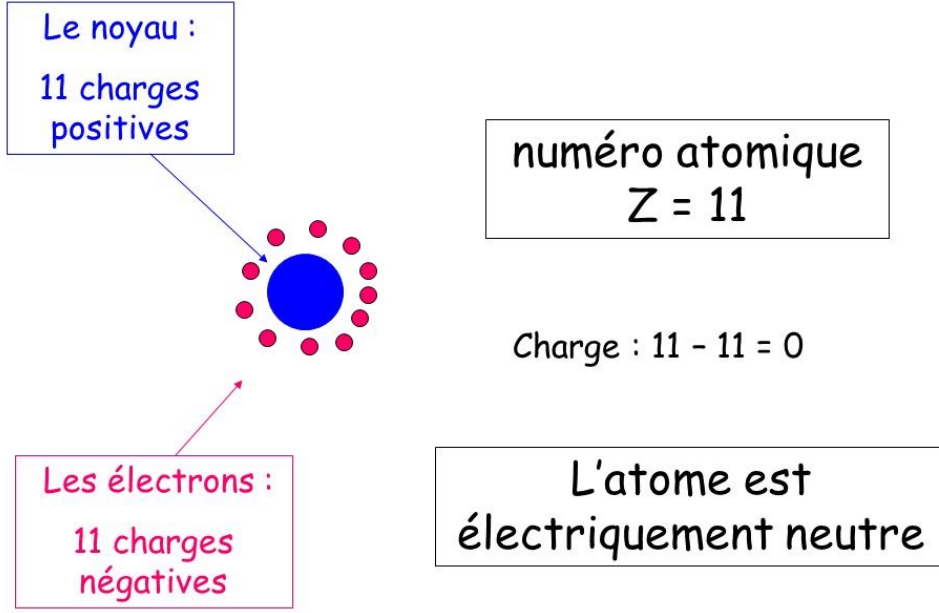 Le noyau :
11 charges
positives
numéro atomique
Z = 11
Charge : 11 – 11 = 0
Les électrons :
11 charges
négatives
L'atome est
électriquement neutre